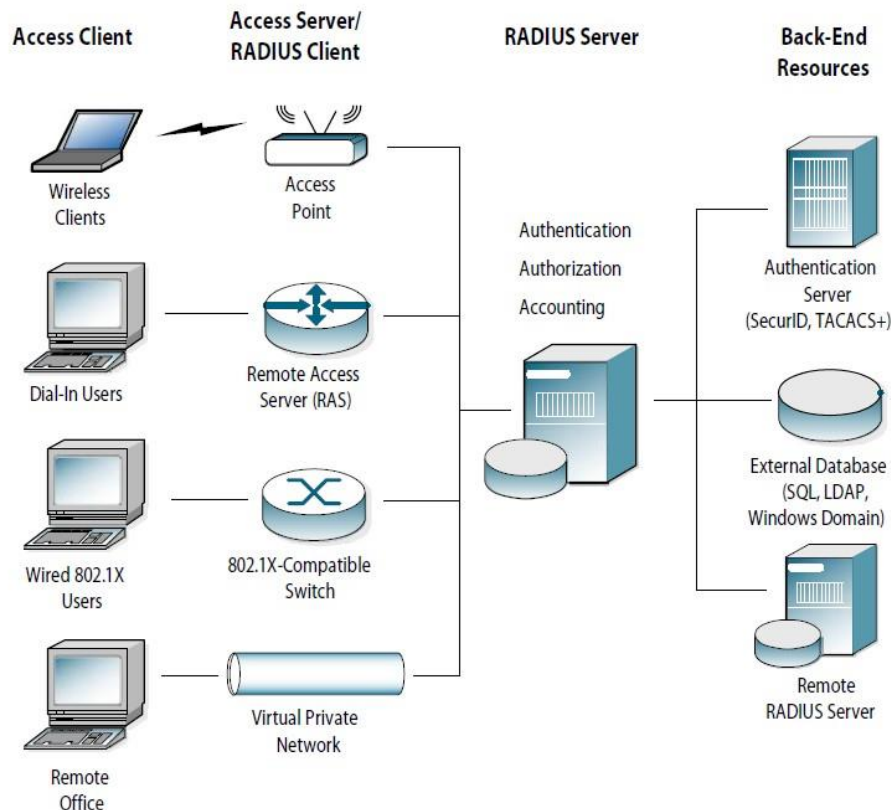 Access Client
Access Server/
RADIUS Client
RADIUS Server
Back-End
Resources
Wireless
Clients
Access
Point
Dial-In Users
Remote Access
Server (RAS)
Wired 802.1X
Users
802.1X-Compatible
Switch
Remote
Office
Virtual Private
Network
Authentication
Authorization
Accounting
Authentication
Server
(SecurID, TACACS+)
External Database
(SQL, LDAP,
Windows Domain)
Remote
RADIUS Server